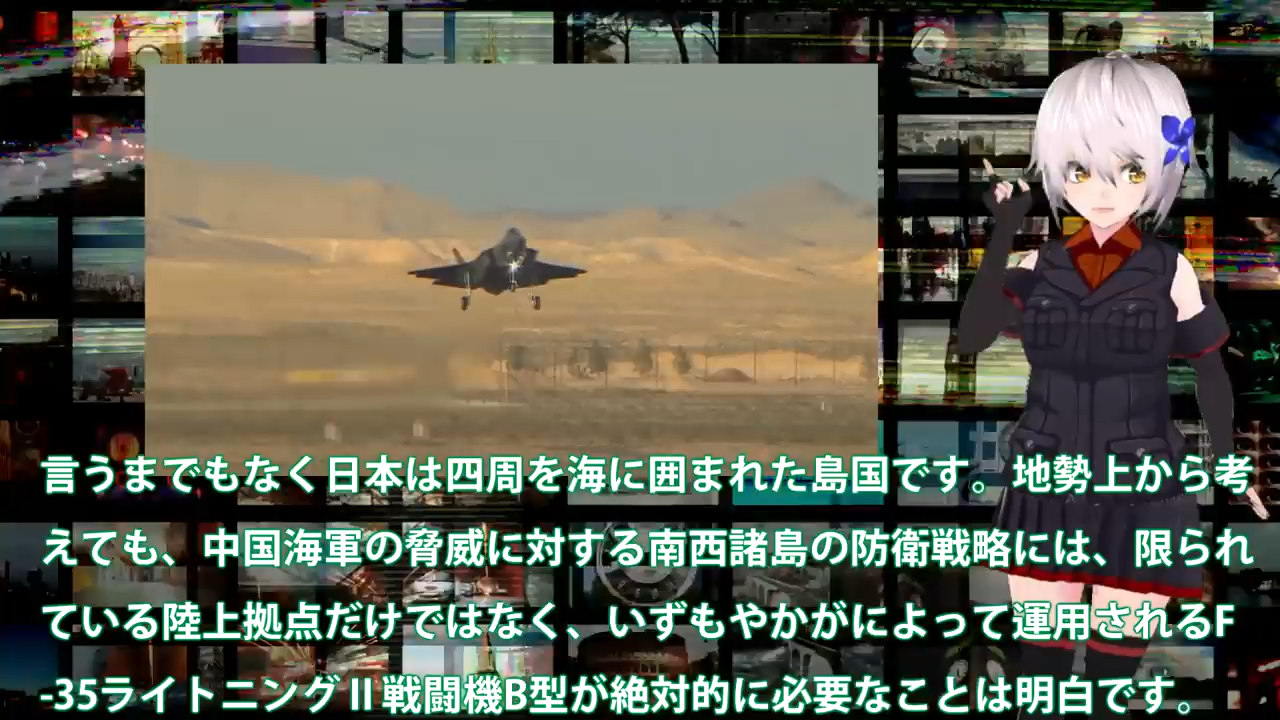 言うまでもなく日本は四周を海に囲まれた島国です。地勢上から考
えても、中国海軍の脅威に対する南西諸島の防衛戦略には、限られ
ている陸上拠点だけではなく、いずもやかがによって運用されるF
-35ライトニングⅡ戦闘機B型が絶対的に必要なことは明白です。